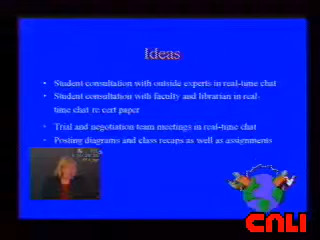 Ideas
• Student consultation with outside experts in real-time chat
• Student consultation with faculty and librarian in real-
time chat re cert paper
• Trial and negotiation team meetings in real-time chat
• Posting diagrams and class recaps as well as assignments
CALI